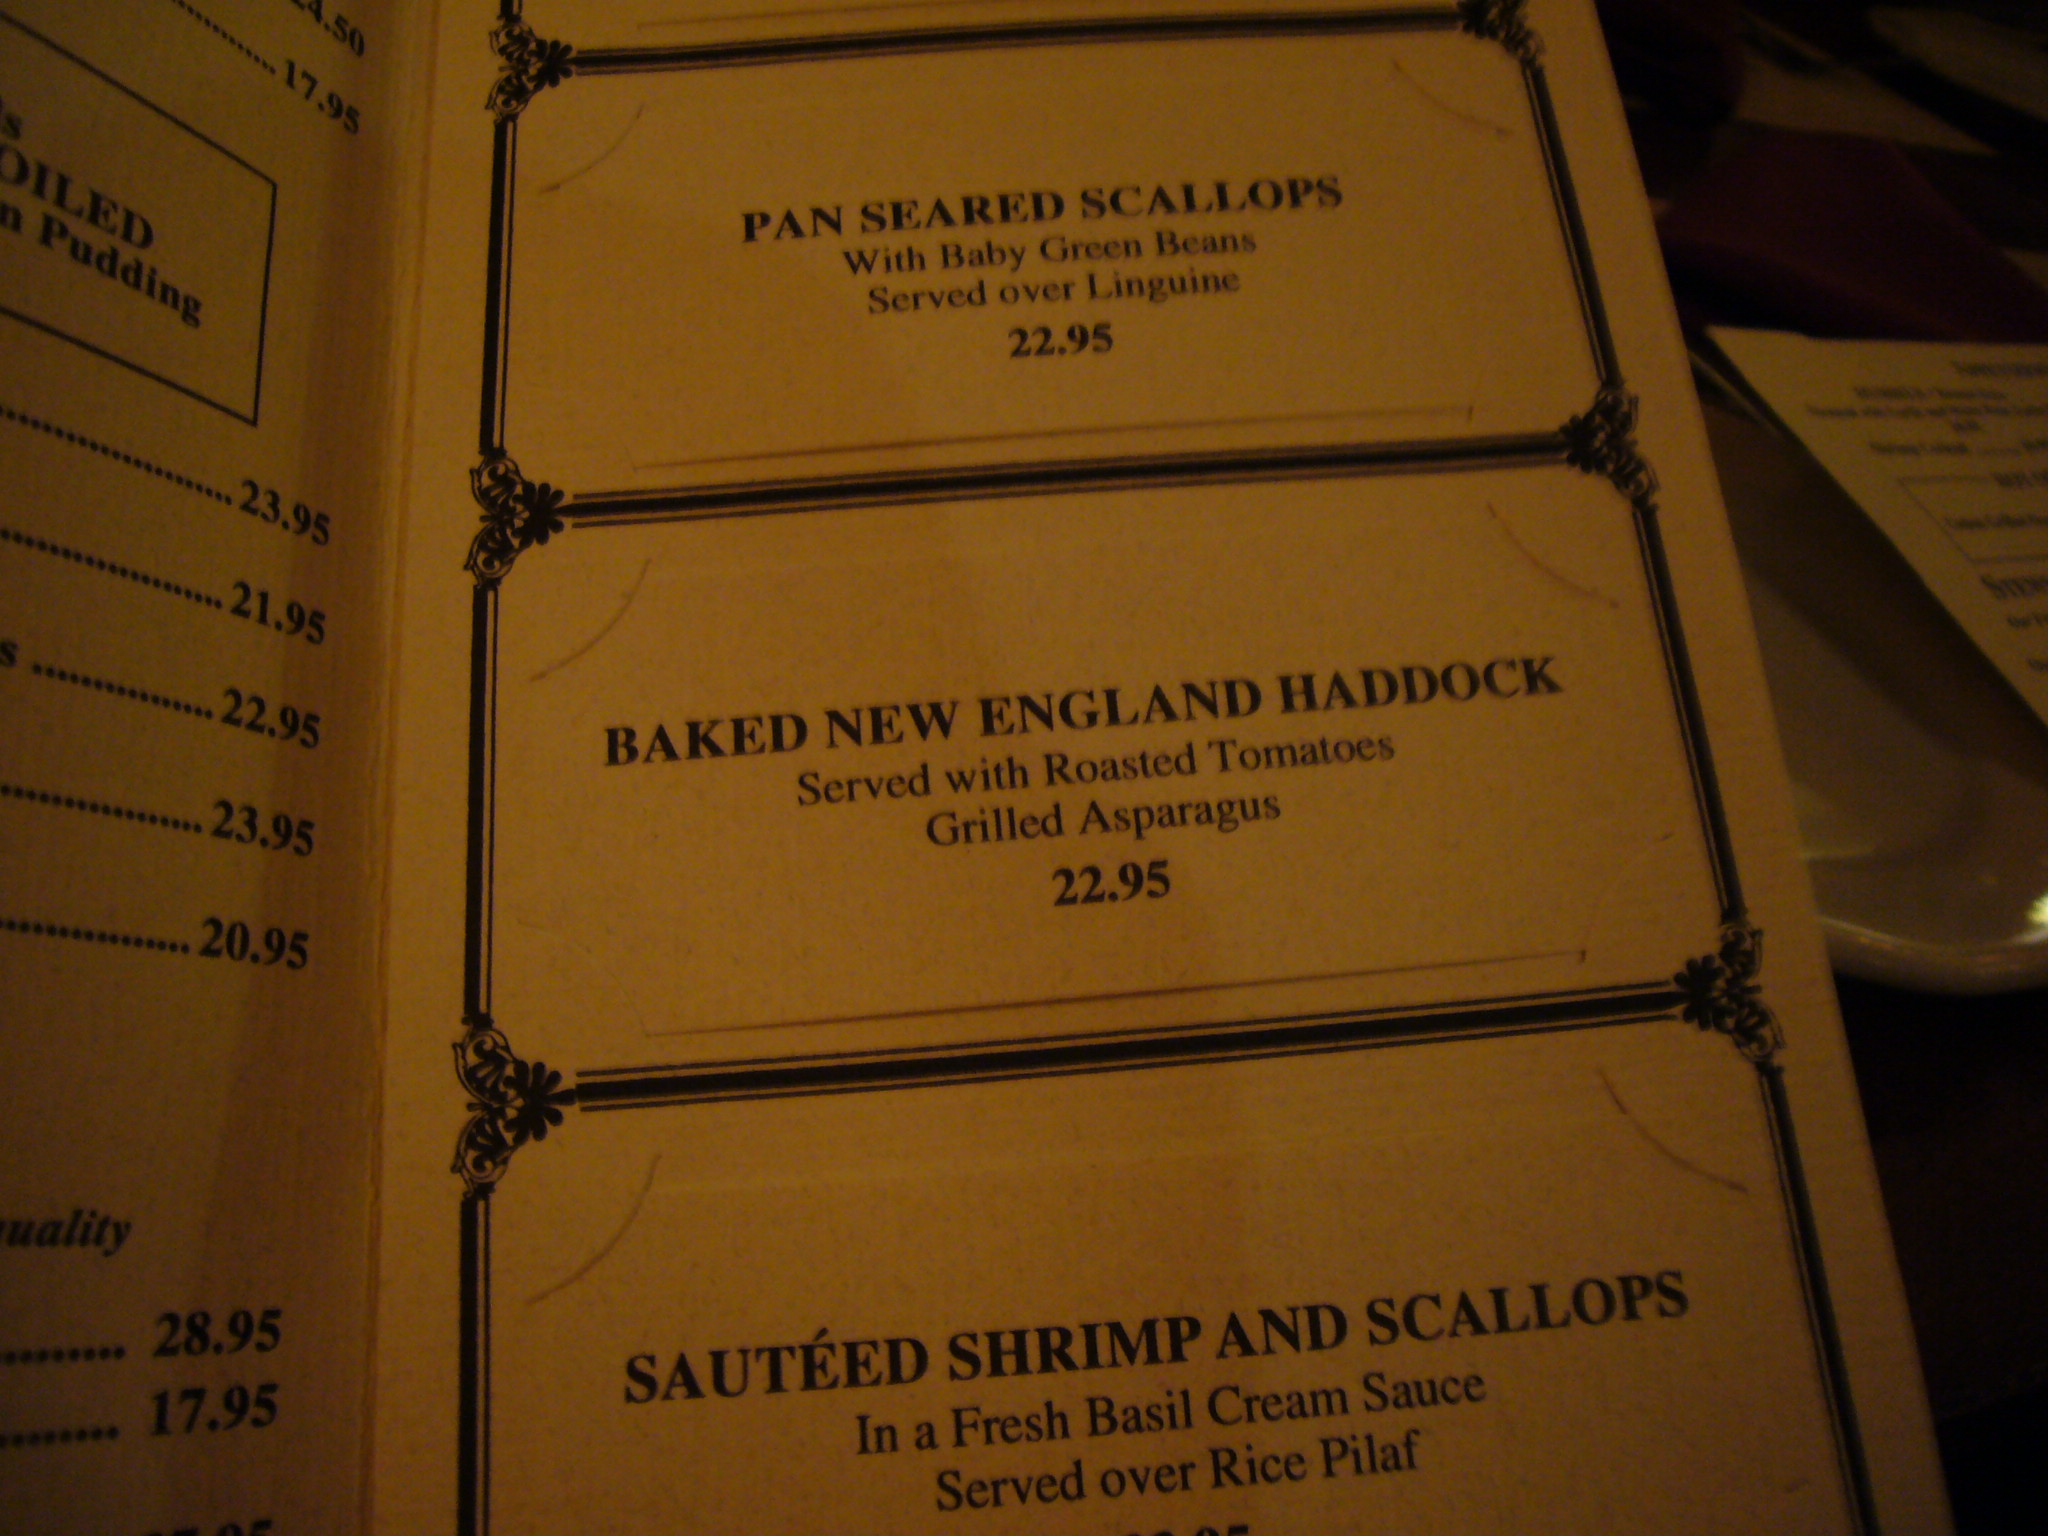 24.50
17.95
OILED
Pudding
23.95
21.95
22.95
23.95
20.95
28.95
17.95
PAN SEARED SCALLOPS
With Baby Green Beans
Served over Linguine
22.95
BAKED NEW ENGLAND HADDOCK
Served with Roasted Tomatoes
Grilled Asparagus
22.95
SAUTÉED SHRIMP AND SCALLOPS
In a Fresh Basil Cream Sauce
Served over Rice Pilaf